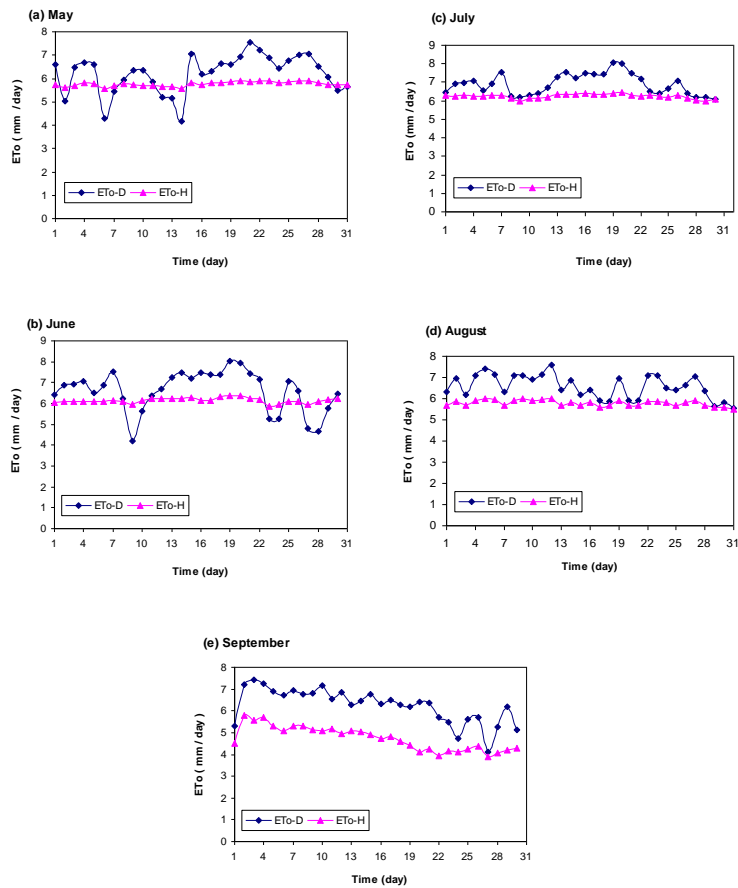 (a) May
8
7
6
5
4
3
2
1
0
ETo ( mm / day )
ETo-D ETo-H
1 4 7 10 13 16 19 22 25 28 31
Time (day)
(c) July
9
8
7
6
5
4
3
2
1
0
ETo ( mm / day )
ETo-D ETo-H
1 4 7 10 13 16 19 22 25 28 31
Time (day)
(b) June
9
8
7
6
5
4
3
2
1
0
ETo ( mm / day )
ETo-D ETo-H
1 4 7 10 13 16 19 22 25 28 31
Time (day)
(d) August
8
7
6
5
4
3
2
1
0
ETo ( mm / day )
ETo-D ETo-H
1 4 7 10 13 16 19 22 25 28 31
Time (day)
(e) September
8
7
6
5
4
3
2
1
0
ETo ( mm / day )
ETo-D ETo-H
1 4 7 10 13 16 19 22 25 28 31
Time (day)